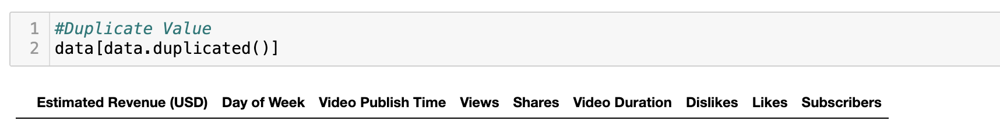 1 #Duplicate Value
2 data[data.duplicated()]
Estimated Revenue (USD) Day of Week Video Publish Time Views Shares Video Duration Dislikes Likes Subscribers